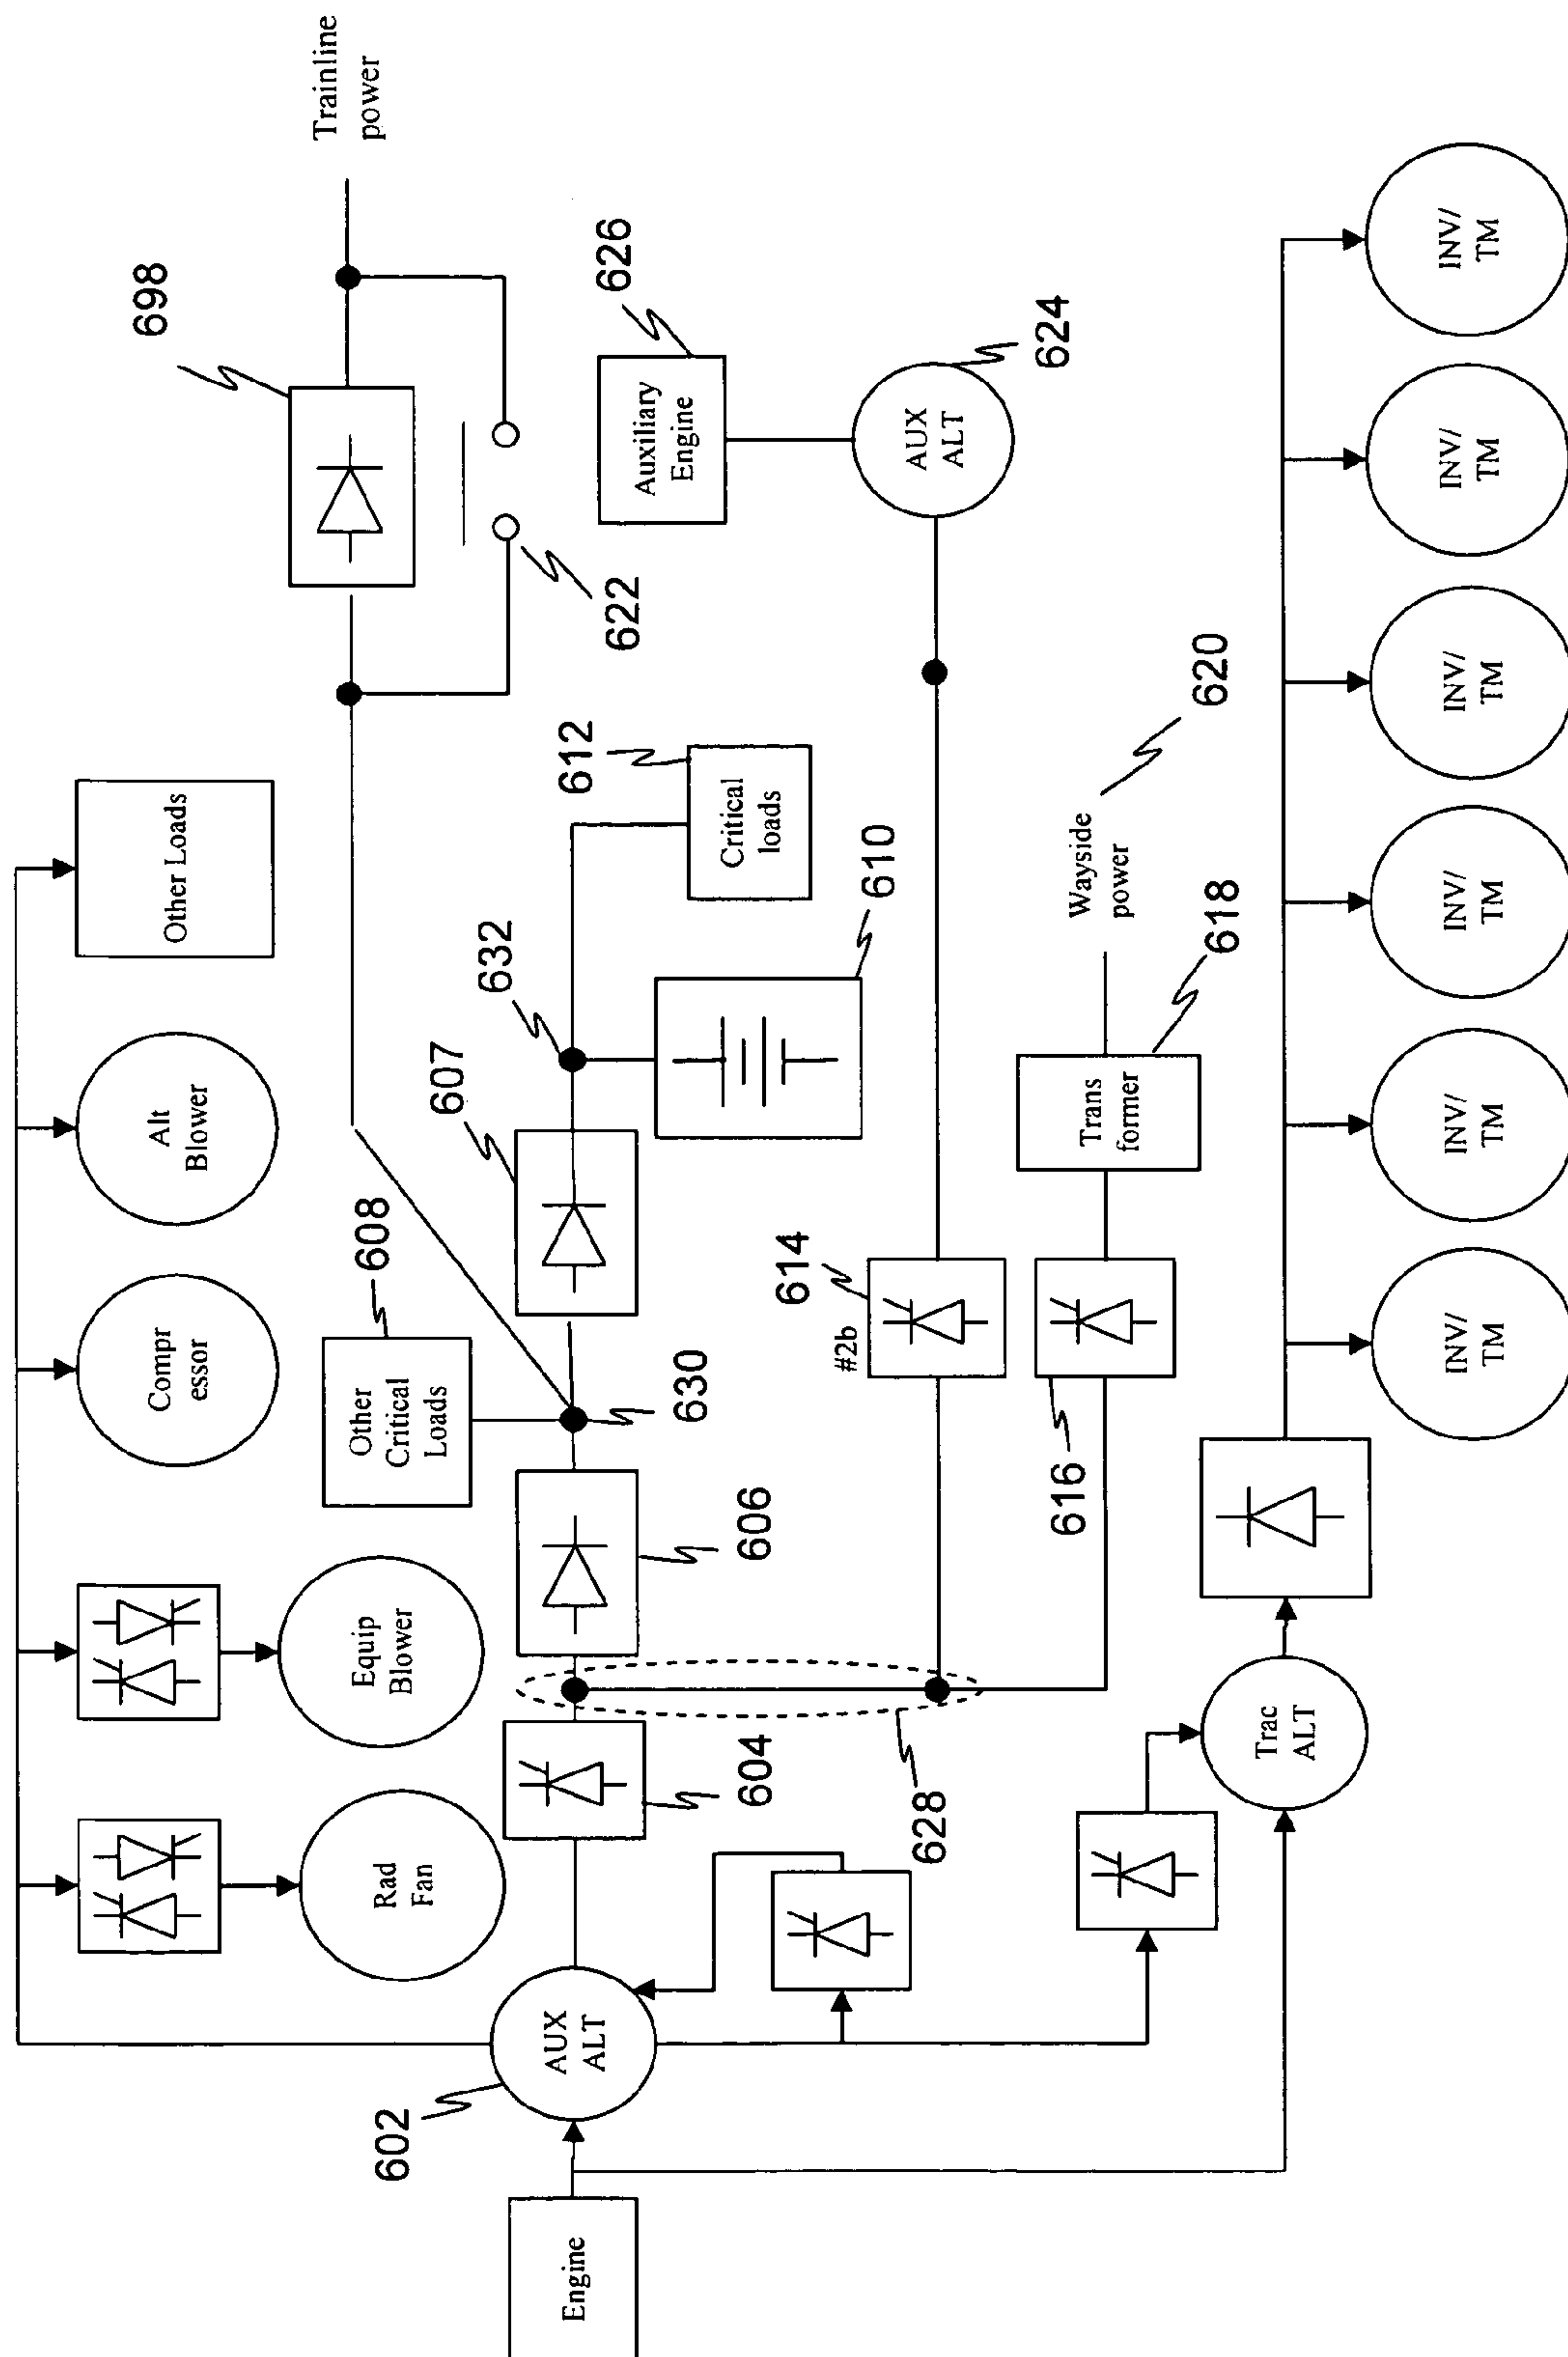 Trainline
power
698
626
Auxiliary
Engine
624
AUX
ALT
622
Other Loads
612
Critical
loads
610
620
Wayside
power
618
Trans
former
632
607
Alt
Blower
Compr
essor
608
Other
Critical
Loads
630
614
#2b
616
606
Equip
Blower
Rad
Fan
604
628
602
AUX
ALT
Engine
Trac
ALT
INV/
TM
INV/
TM
INV/
TM
INV/
TM
INV/
TM
INV/
TM